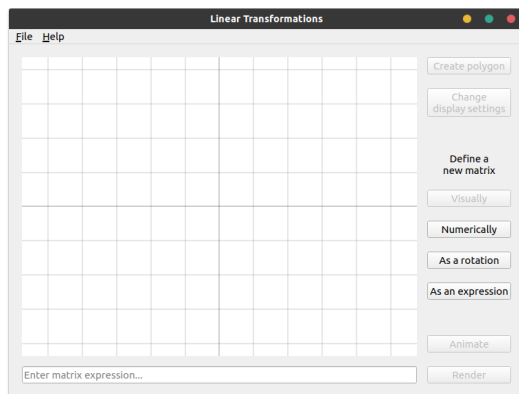 Linear Transformations
File Help
Create polygon
Change
display settings
Define a
new matrix
Visually
Numerically
As a rotation
As an expression
Animate
Enter matrix expression...
Render